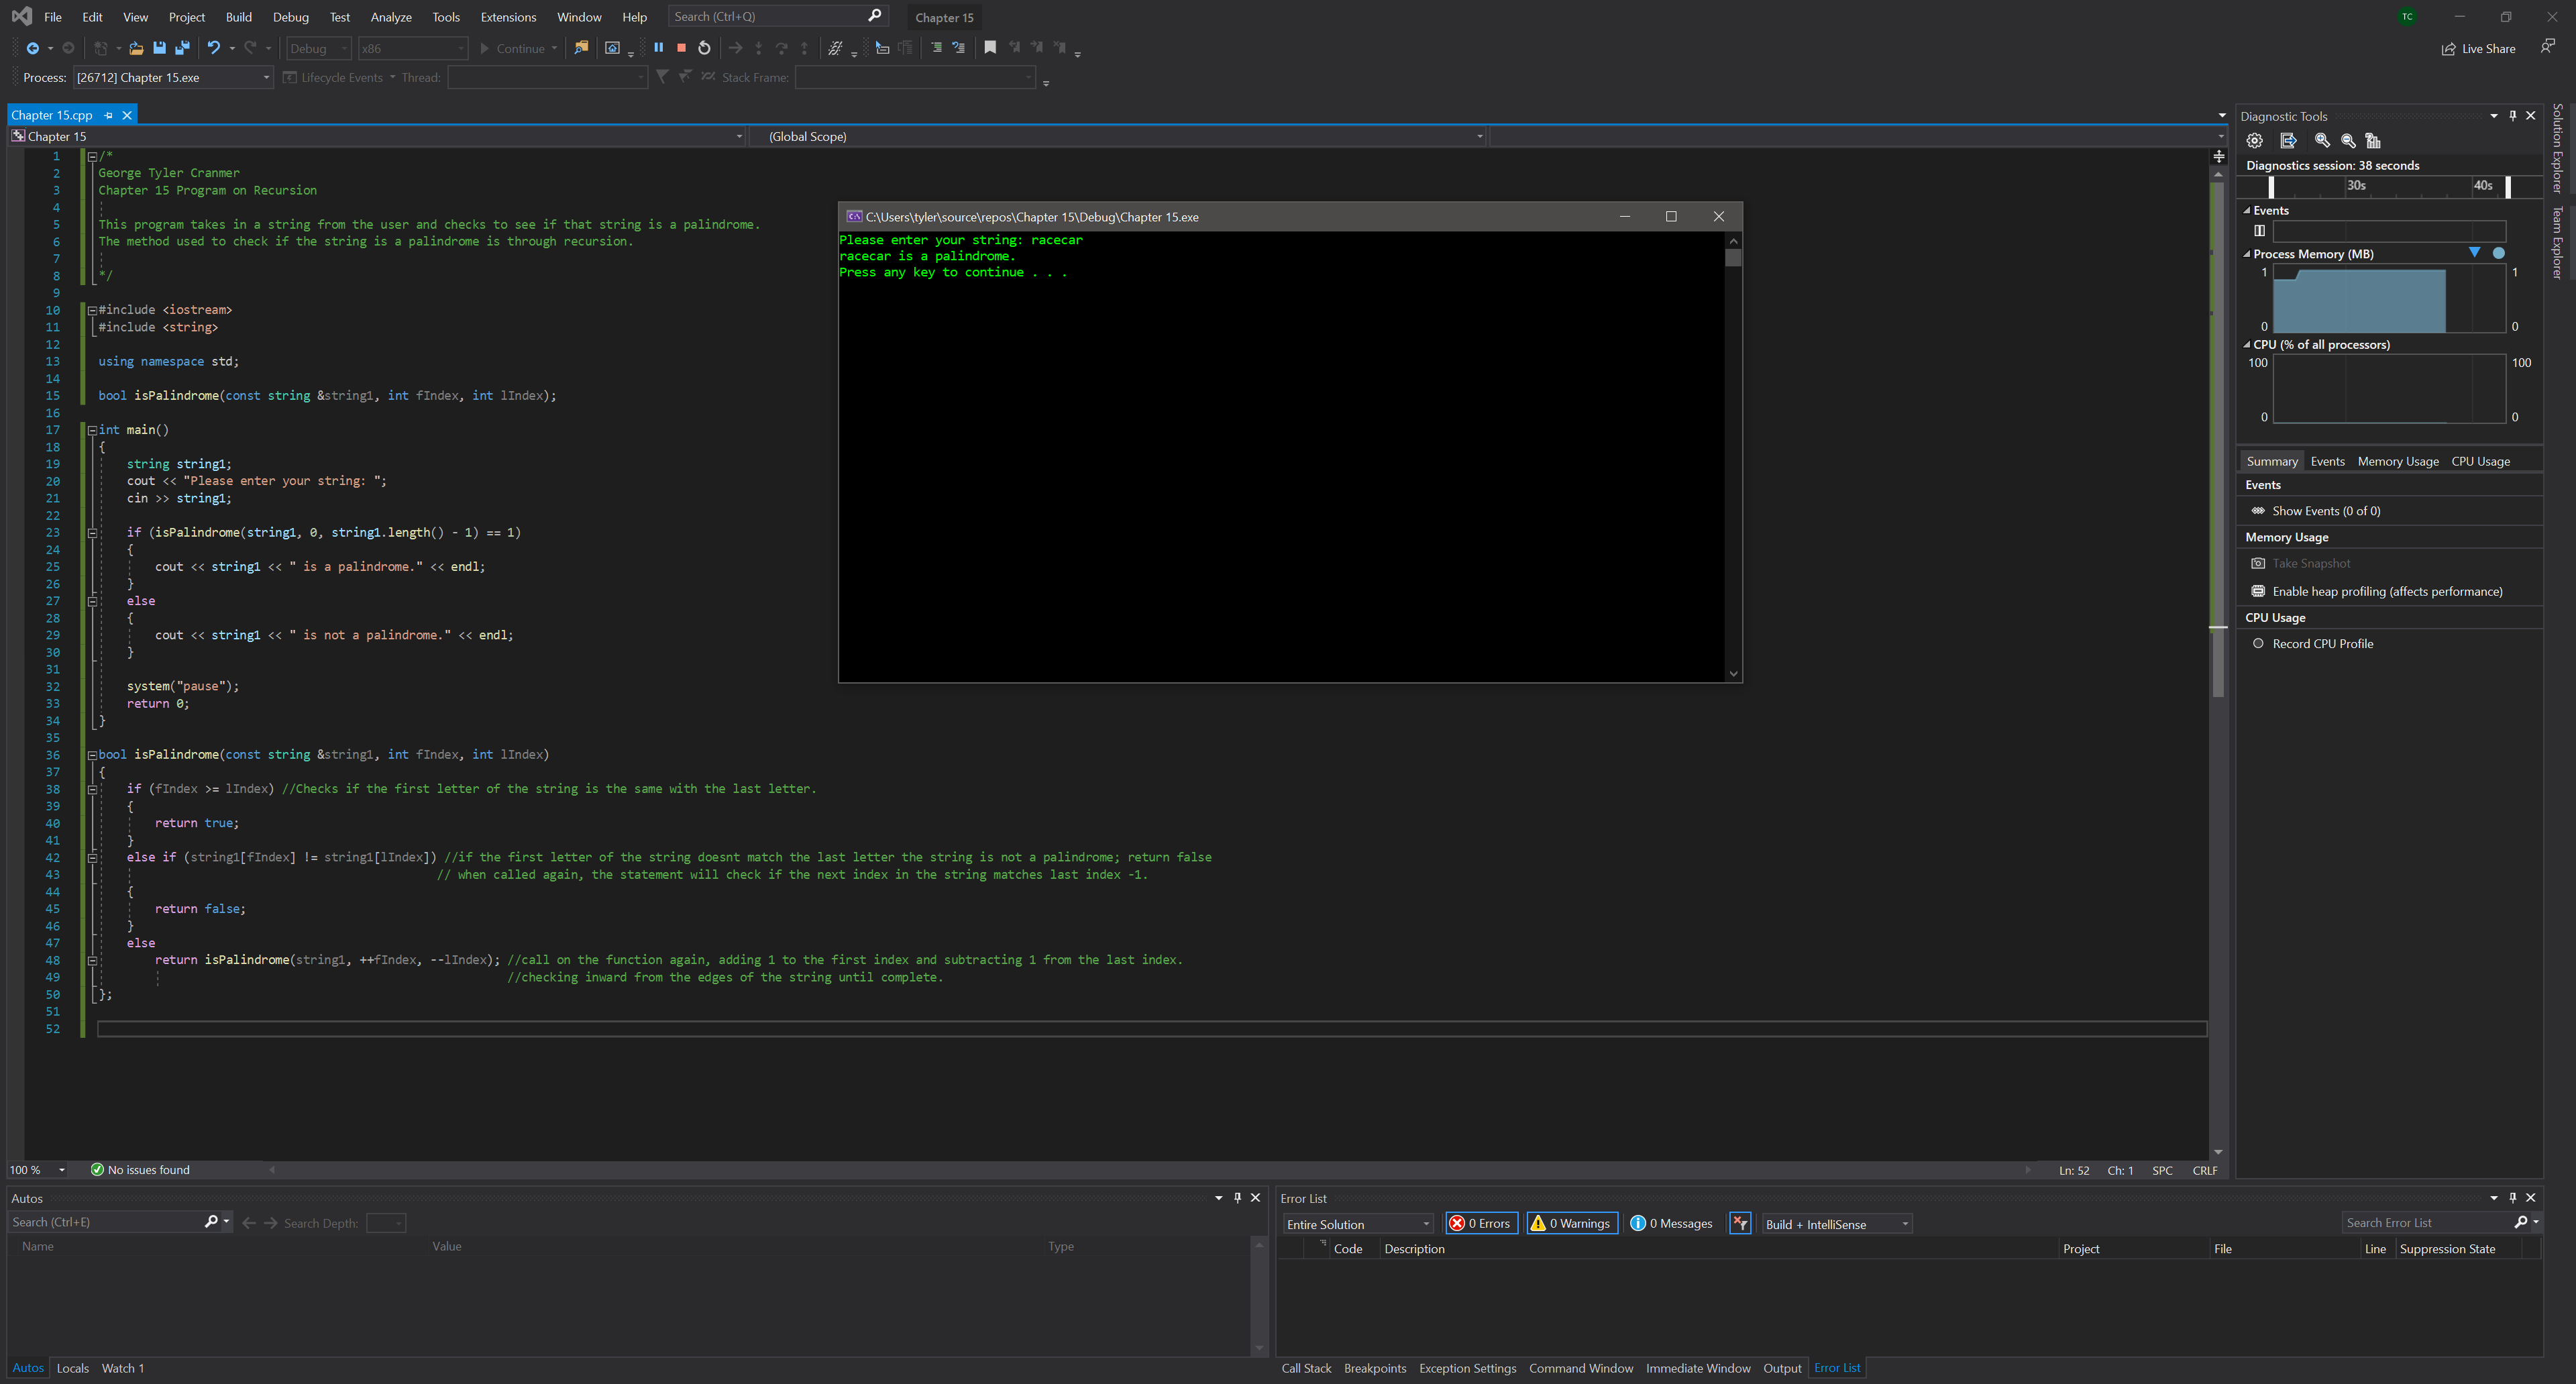 File Edit View Project Build Debug Test Analyze Tools Extensions Window Help Search (Ctrl+Q) Chapter 15 TC
Debug x86 Continue Live Share
Process: [26712] Chapter 15.exe Lifecycle Events Thread: Stack Frame:
Chapter 15.cpp
Chapter 15 (Global Scope)
1 /*
2 George Tyler Cranmer
3 Chapter 15 Program on Recursion
4
5 This program takes in a string from the user and checks to see if that string is a palindrome.
6 The method used to check if the string is a palindrome is through recursion.
7
8 */
9
10 #include <iostream>
11 #include <string>
12
13 using namespace std;
14
15 bool isPalindrome(const string &string1, int fIndex, int lIndex);
16
17 int main()
18 {
19 string string1;
20 cout << "Please enter your string: ";
21 cin >> string1;
22
23 if (isPalindrome(string1, 0, string1.length() - 1) == 1)
24 {
25 cout << string1 << " is a palindrome." << endl;
26 }
27 else
28 {
29 cout << string1 << " is not a palindrome." << endl;
30 }
31
32 system("pause");
33 return 0;
34 }
35
36 bool isPalindrome(const string &string1, int fIndex, int lIndex)
37 {
38 if (fIndex >= lIndex) //Checks if the first letter of the string is the same with the last letter.
39 {
40 return true;
41 }
42 else if (string1[fIndex] != string1[lIndex]) //if the first letter of the string doesnt match the last letter the string is not a palindrome; return false
43 // when called again, the statement will check if the next index in the string matches last index -1.
44 {
45 return false;
46 }
47 else
48 return isPalindrome(string1, ++fIndex, --lIndex); //call on the function again, adding 1 to the first index and subtracting 1 from the last index.
49 //checking inward from the edges of the string until complete.
50 };
51
52
C:\Users\tyler\source\repos\Chapter 15\Debug\Chapter 15.exe
Please enter your string: racecar
racecar is a palindrome.
Press any key to continue . . .
Diagnostic Tools
Diagnostics session: 38 seconds
30s 40s
Events
Process Memory (MB)
1 1
0 0
CPU (% of all processors)
100 100
0 0
Summary Events Memory Usage CPU Usage
Events
Show Events (0 of 0)
Memory Usage
Take Snapshot
Enable heap profiling (affects performance)
CPU Usage
Record CPU Profile
Solution Explorer
Team Explorer
100 % No issues found Ln: 52 Ch: 1 SPC CRLF
Autos
Search (Ctrl+E) Search Depth:
Name Value Type
Autos Locals Watch 1
Error List
Entire Solution 0 Errors 0 Warnings 0 Messages Build + IntelliSense Search Error List
Code Description Project File Line Suppression State
Call Stack Breakpoints Exception Settings Command Window Immediate Window Output Error List